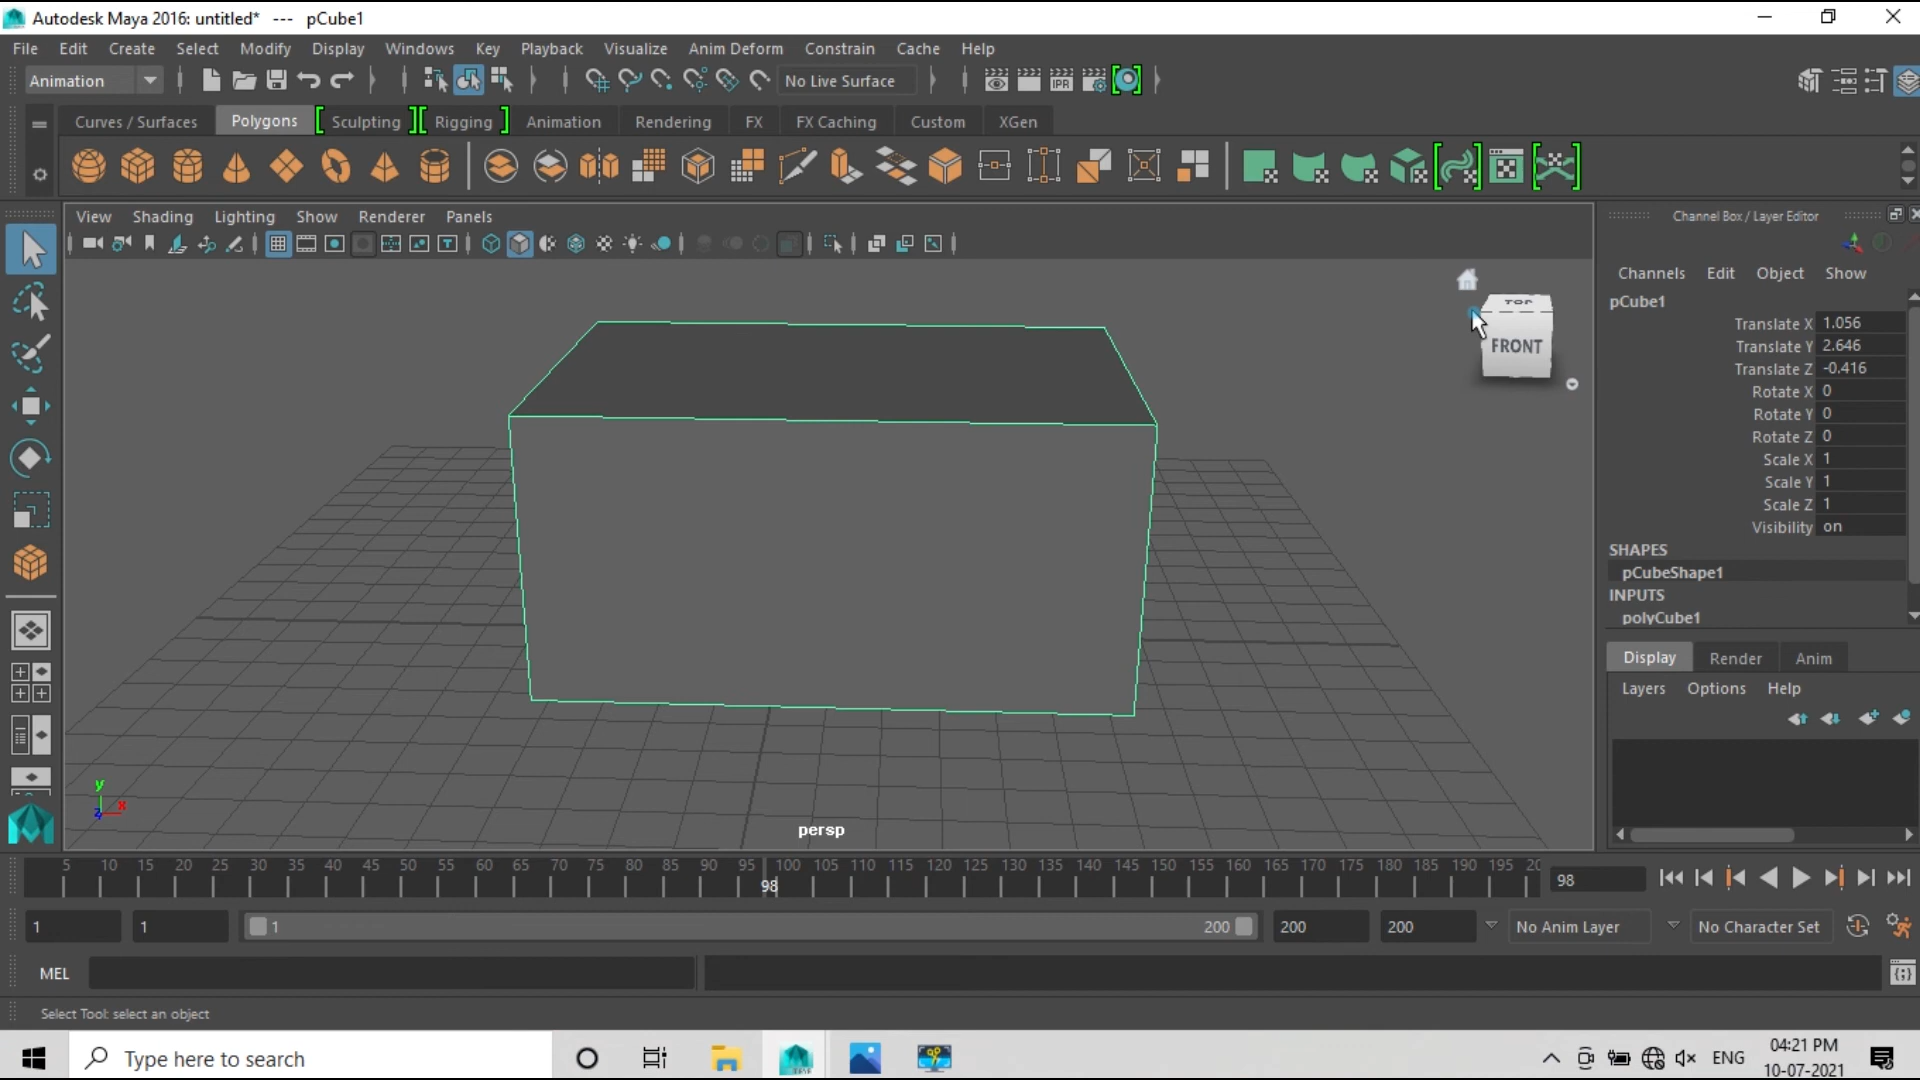 Autodesk Maya 2016: untitled* --- pCube1
File Edit Create Select Modify Display Windows Key Playback Visualize Anim Deform Constrain Cache Help
Animation No Live Surface IPR
Curves / Surfaces Polygons Sculpting Rigging Animation Rendering FX FX Caching Custom XGen
View Shading Lighting Show Renderer Panels
Channel Box / Layer Editor
Channels Edit Object Show
pCube1
Translate X 1.056
Translate Y 2.646
Translate Z -0.416
Rotate X 0
Rotate Y 0
Rotate Z 0
Scale X 1
Scale Y 1
Scale Z 1
Visibility on
SHAPES
pCubeShape1
INPUTS
polyCube1
TOP
FRONT
Display Render Anim
Layers Options Help
y
z x
persp
5 10 15 20 25 30 35 40 45 50 55 60 65 70 75 80 85 90 95 100 105 110 115 120 125 130 135 140 145 150 155 160 165 170 175 180 185 190 195 20
98 98
1 1 1 200 200 200 No Anim Layer No Character Set
MEL
Select Tool: select an object
Type here to search
ENG
04:21 PM
10-07-2021